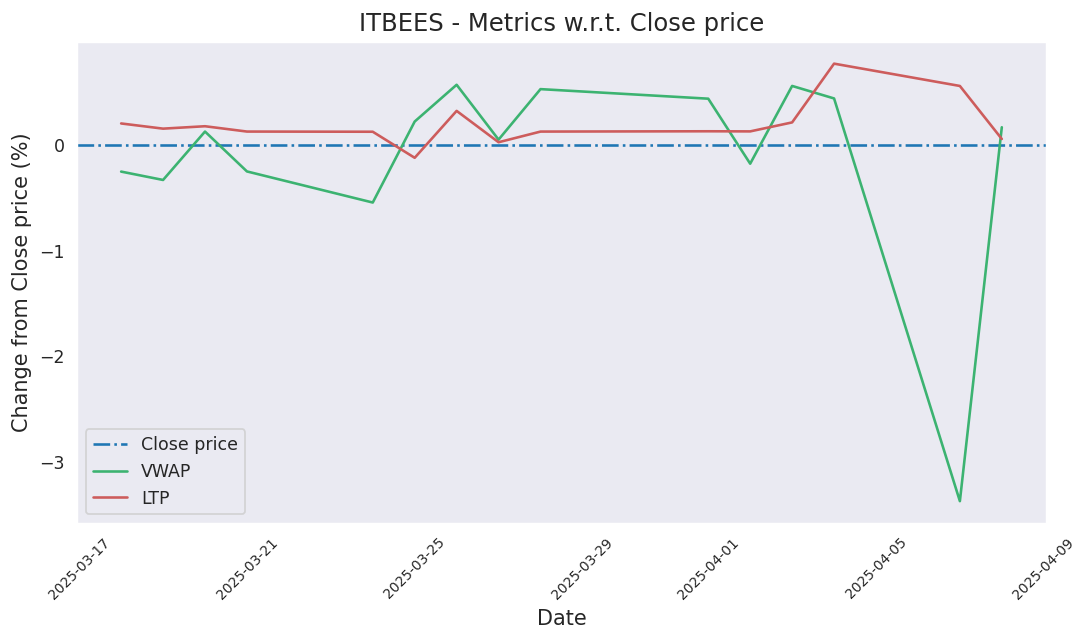 ITBEES - Metrics w.r.t. Close price
Change from Close price (%)
0
−1
−2
−3
Close price
VWAP
LTP
2025-03-17
2025-03-21
2025-03-25
2025-03-29
2025-04-01
2025-04-05
2025-04-09
Date